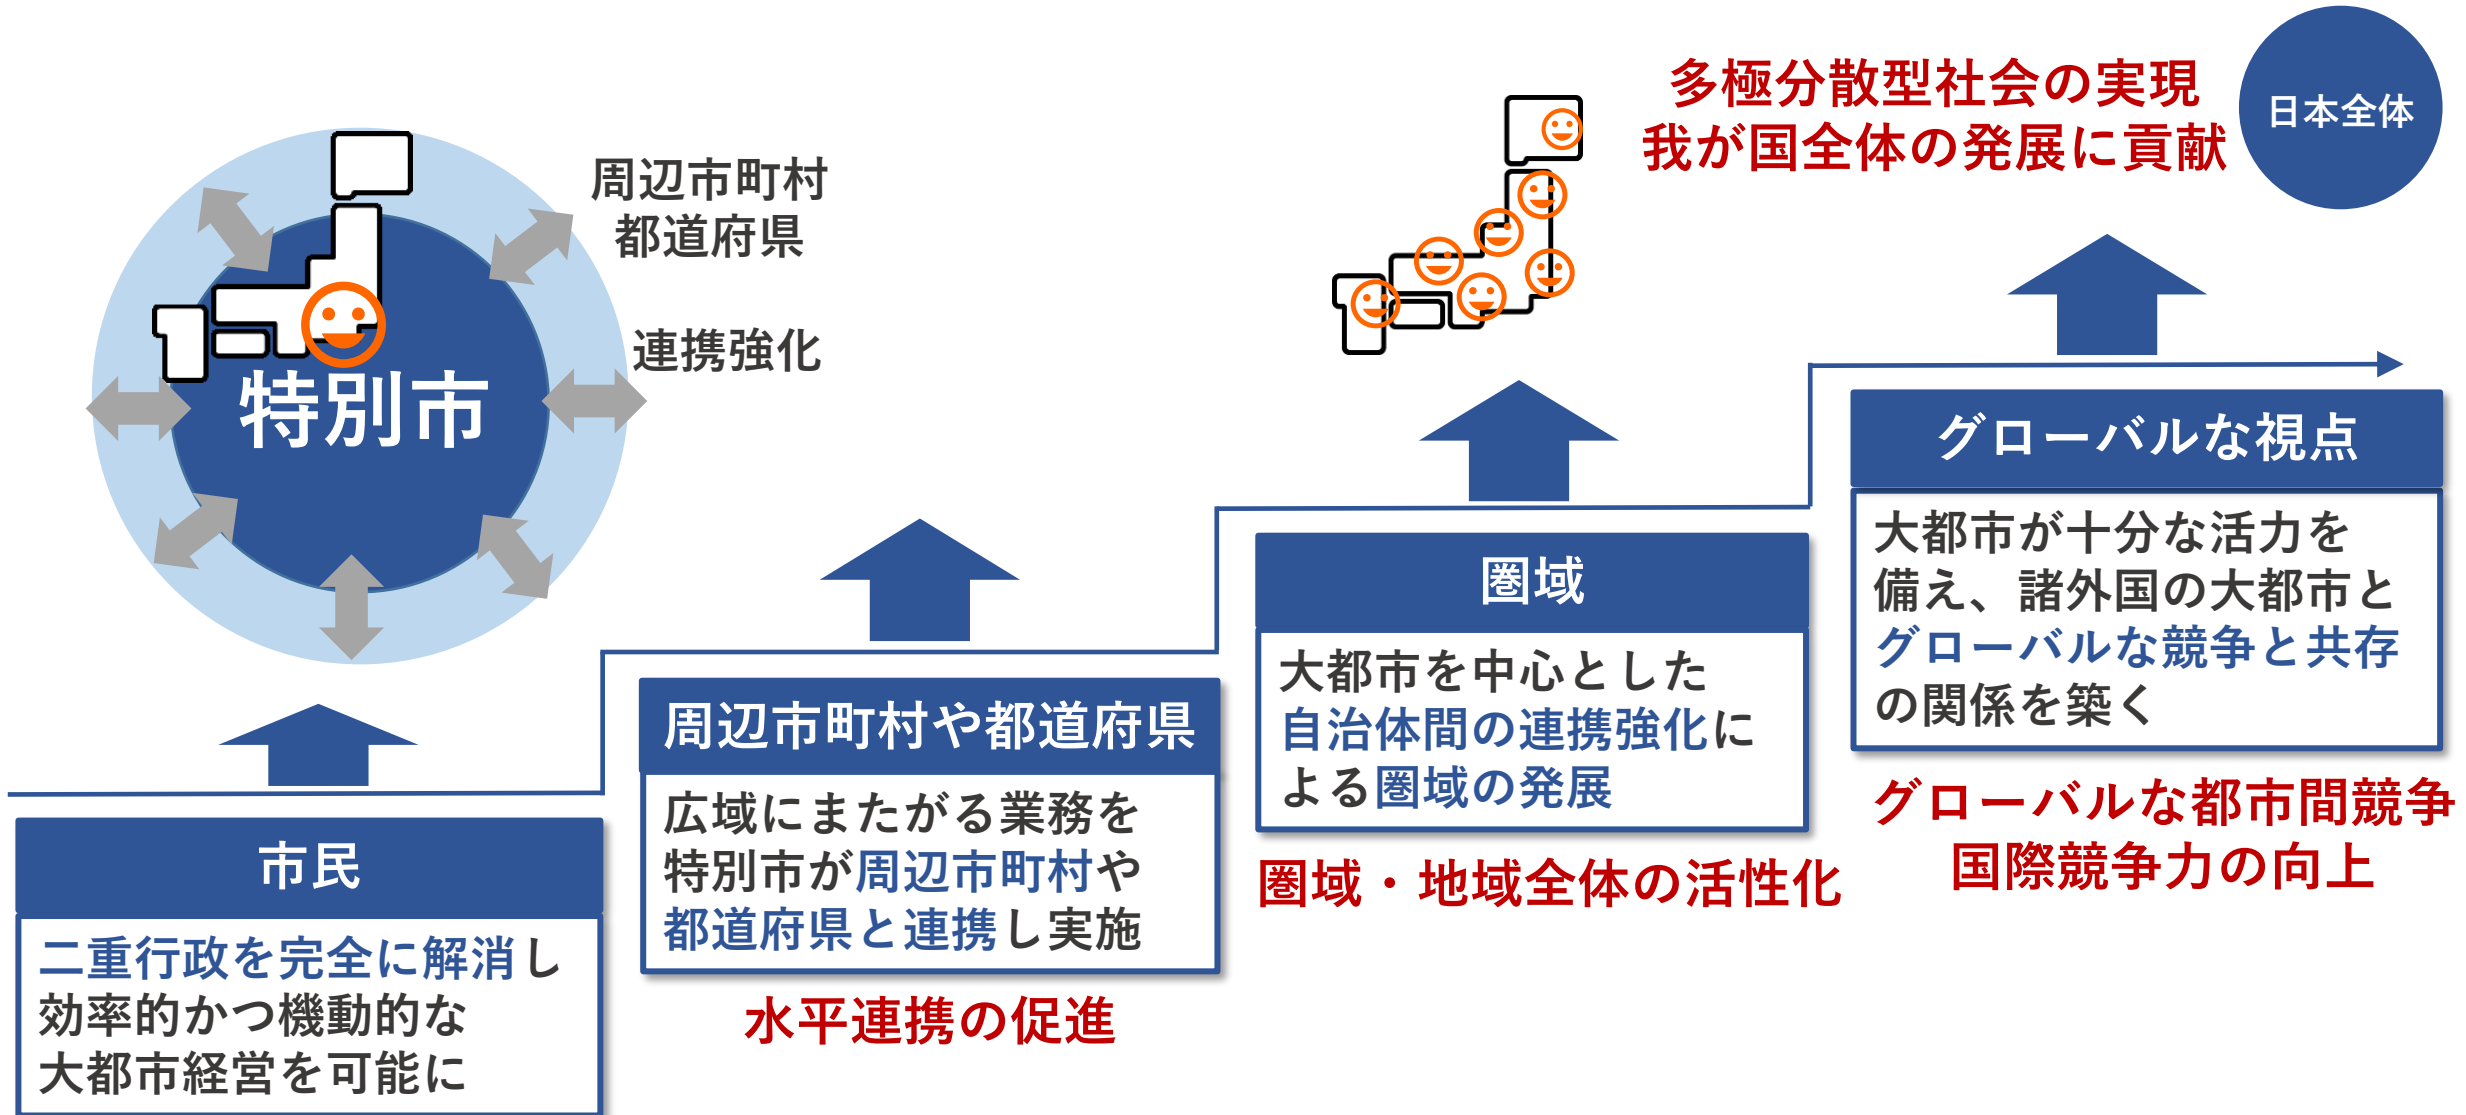 多極分散型社会の実現
我が国全体の発展に貢献
日本全体
周辺市町村
都道府県
連携強化
特別市
グローバルな視点
大都市が十分な活力を
備え、諸外国の大都市と
グローバルな競争と共存
の関係を築く
グローバルな都市間競争
国際競争力の向上
圏域
大都市を中心とした
自治体間の連携強化に
よる圏域の発展
圏域・地域全体の活性化
周辺市町村や都道府県
広域にまたがる業務を
特別市が周辺市町村や
都道府県と連携し実施
水平連携の促進
市民
二重行政を完全に解消し
効率的かつ機動的な
大都市経営を可能に